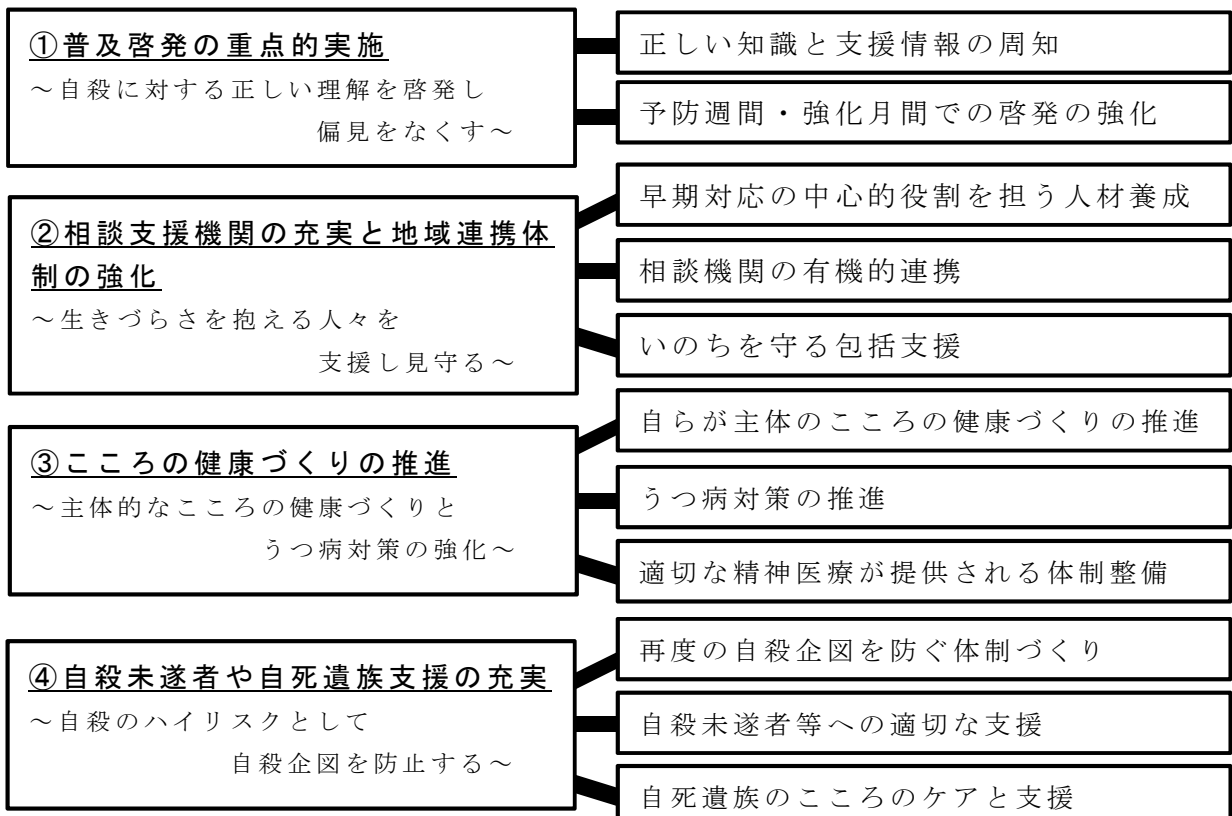 ①普及啓発の重点的実施
～自殺に対する正しい理解を啓発し
偏見をなくす～
正しい知識と支援情報の周知
予防週間・強化月間での啓発の強化
②相談支援機関の充実と地域連携体
制の強化
～生きづらさを抱える人々を
支援し見守る～
早期対応の中心的役割を担う人材養成
相談機関の有機的連携
いのちを守る包括支援
③こころの健康づくりの推進
～主体的なこころの健康づくりと
うつ病対策の強化～
自らが主体のこころの健康づくりの推進
うつ病対策の推進
適切な精神医療が提供される体制整備
④自殺未遂者や自死遺族支援の充実
～自殺のハイリスクとして
自殺企図を防止する～
再度の自殺企図を防ぐ体制づくり
自殺未遂者等への適切な支援
自死遺族のこころのケアと支援